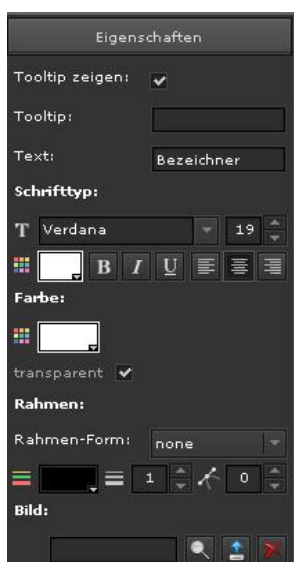 Eigenschaften
Tooltip zeigen:
Tooltip:
Text: Bezeichner
Schrifttyp:
T Verdana 19
B I U
Farbe:
transparent
Rahmen:
Rahmen-Form: none
1 0
Bild: